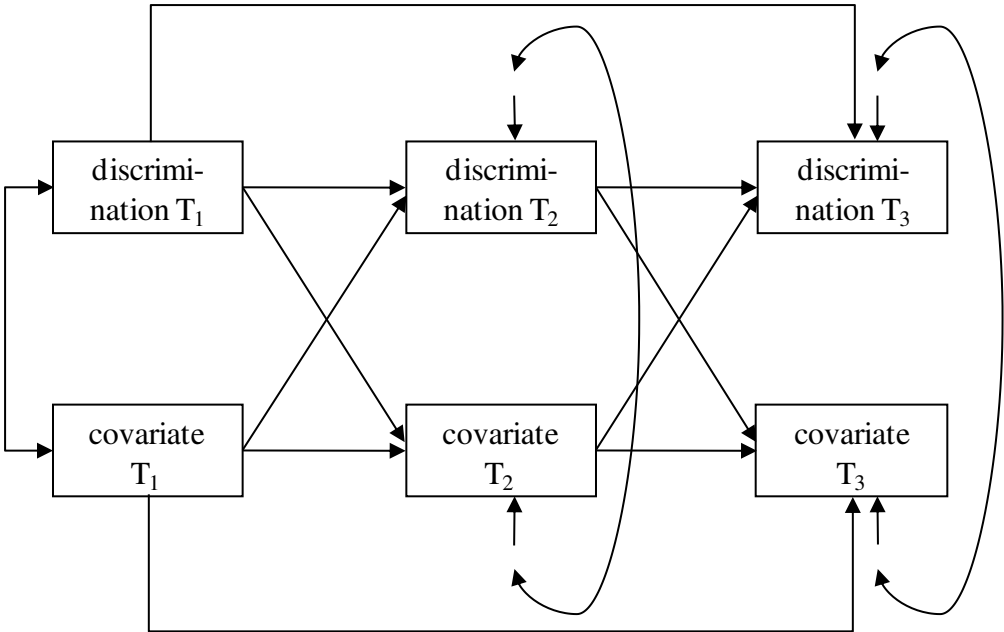 discrimi-
nation T₁
discrimi-
nation T₂
discrimi-
nation T₃
covariate
T₁
covariate
T₂
covariate
T₃